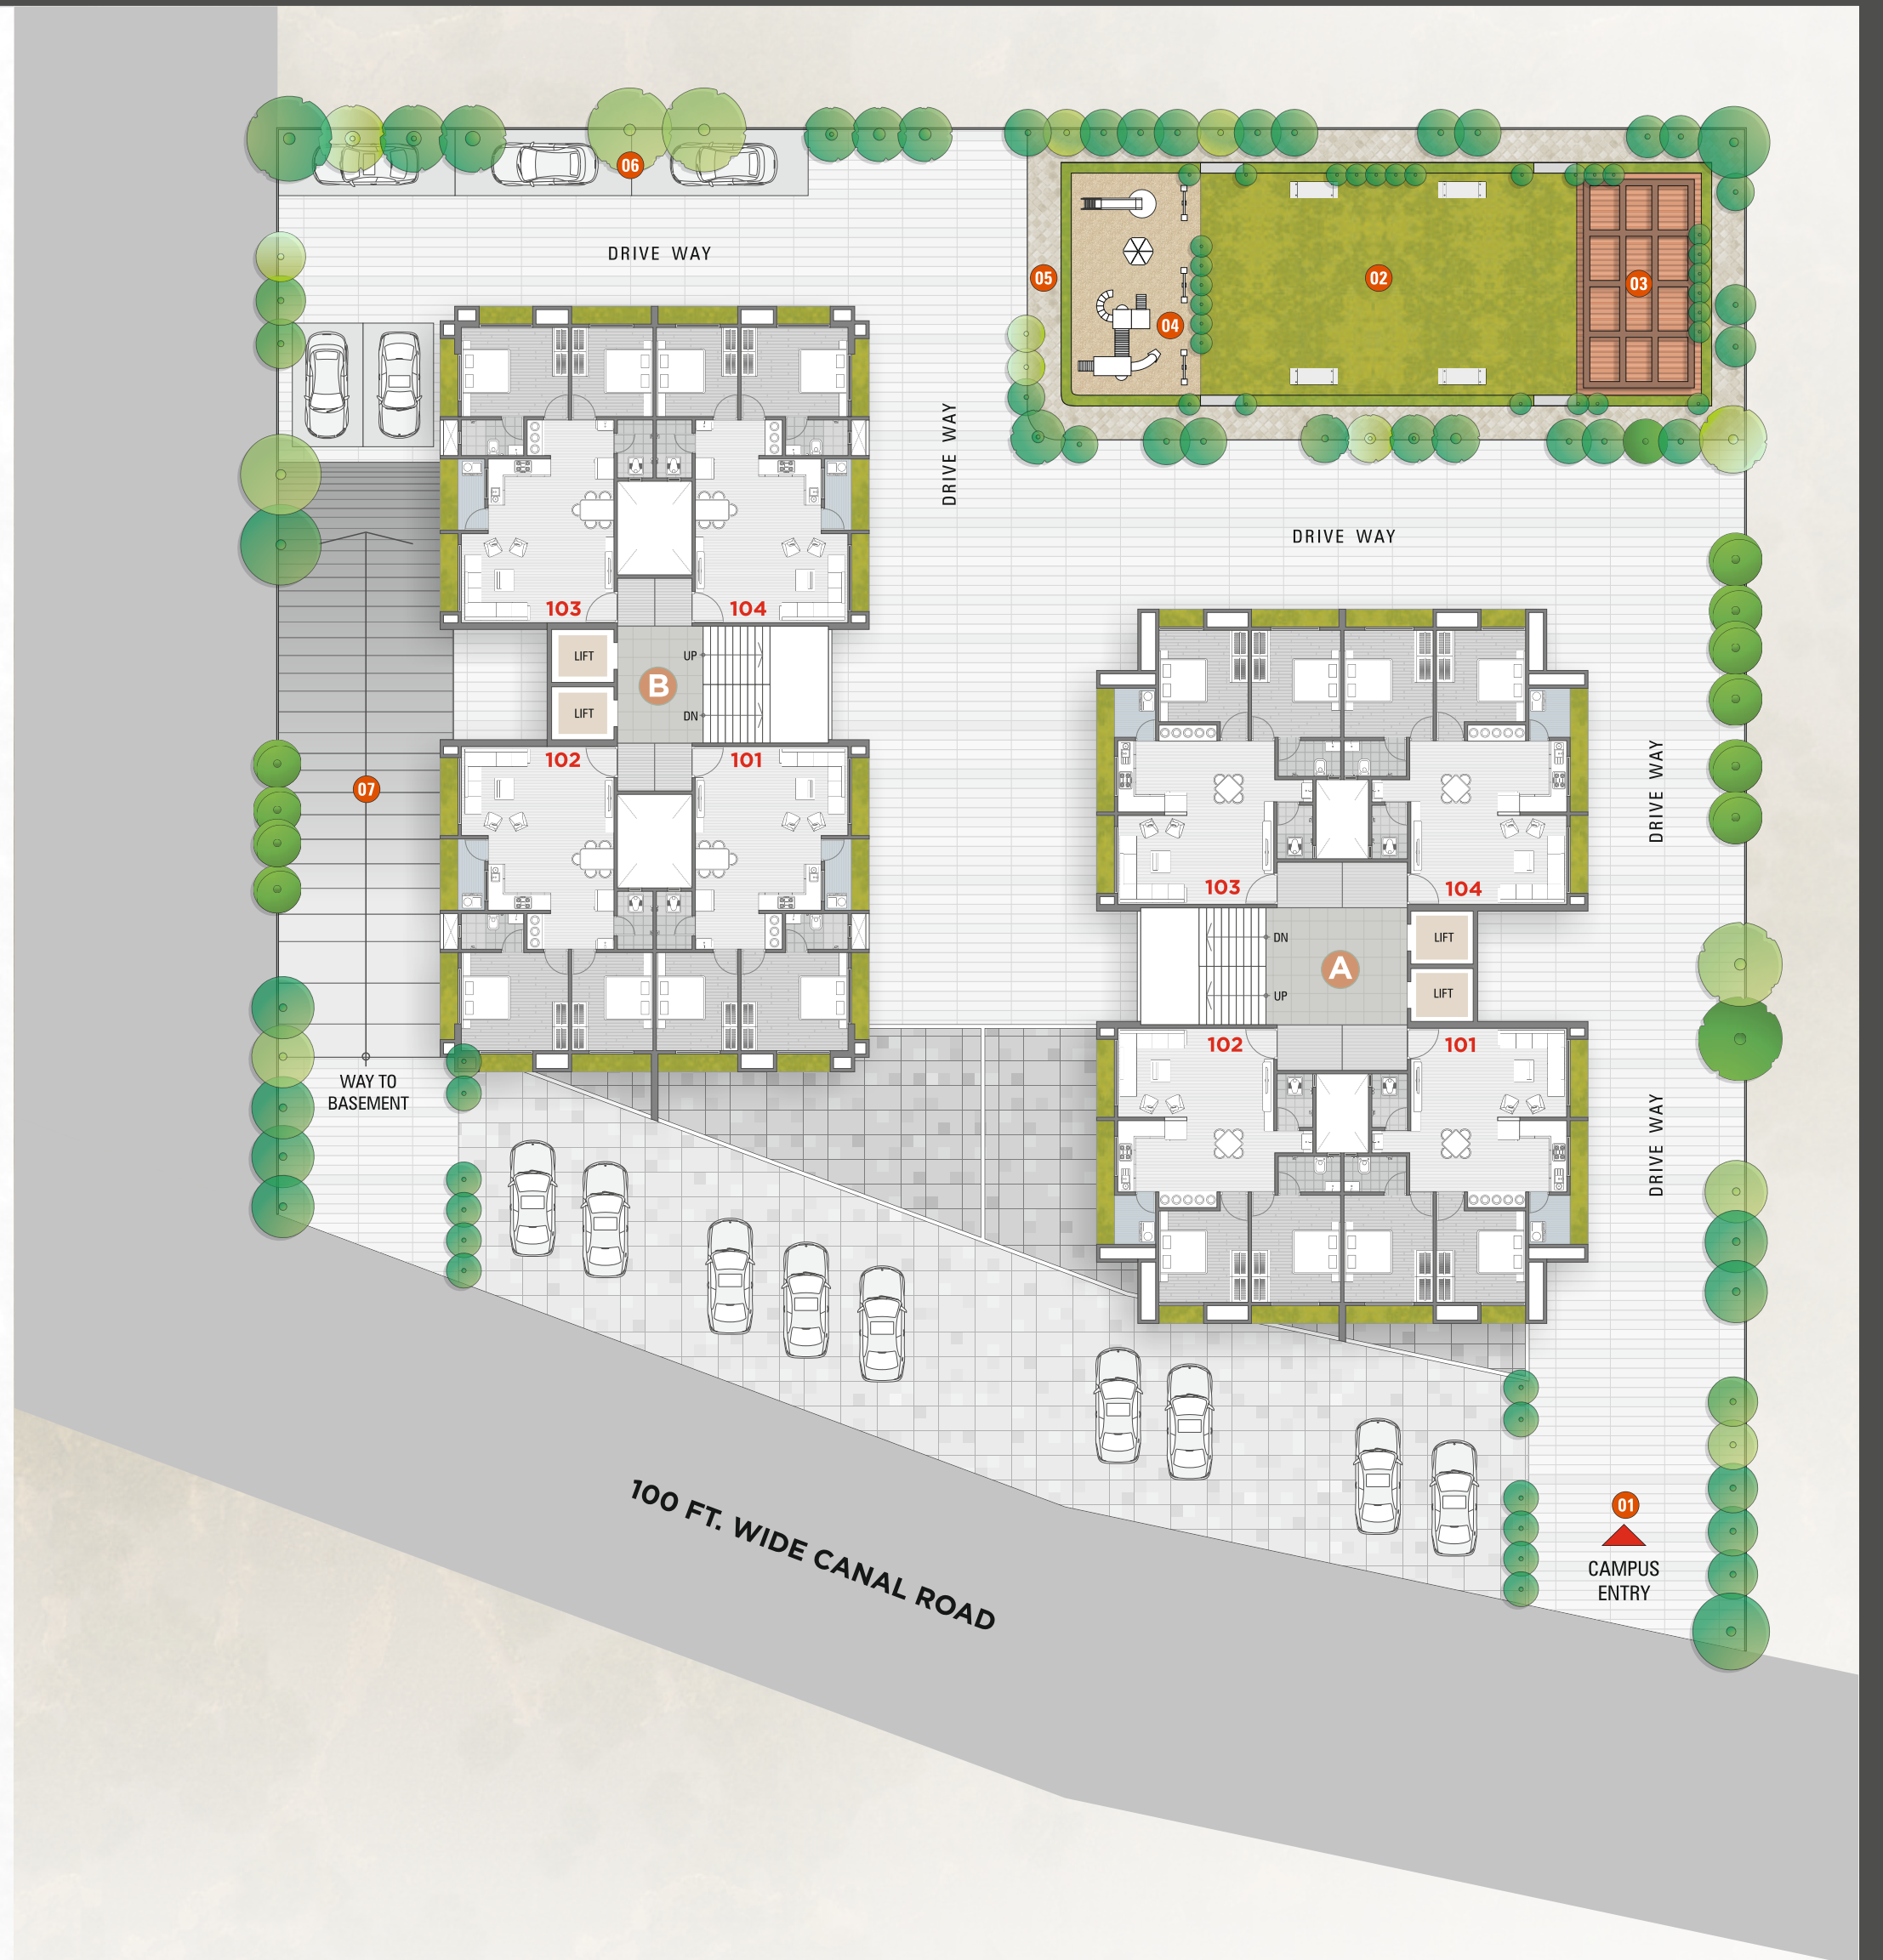 06
DRIVE WAY
05
02
03
04
DRIVE WAY
DRIVE WAY
103
104
LIFT
UP
B
LIFT
DN
102
101
07
DRIVE WAY
103
104
DN
LIFT
A
UP
LIFT
102
101
WAY TO
BASEMENT
DRIVE WAY
100 FT. WIDE CANAL ROAD
01
CAMPUS
ENTRY